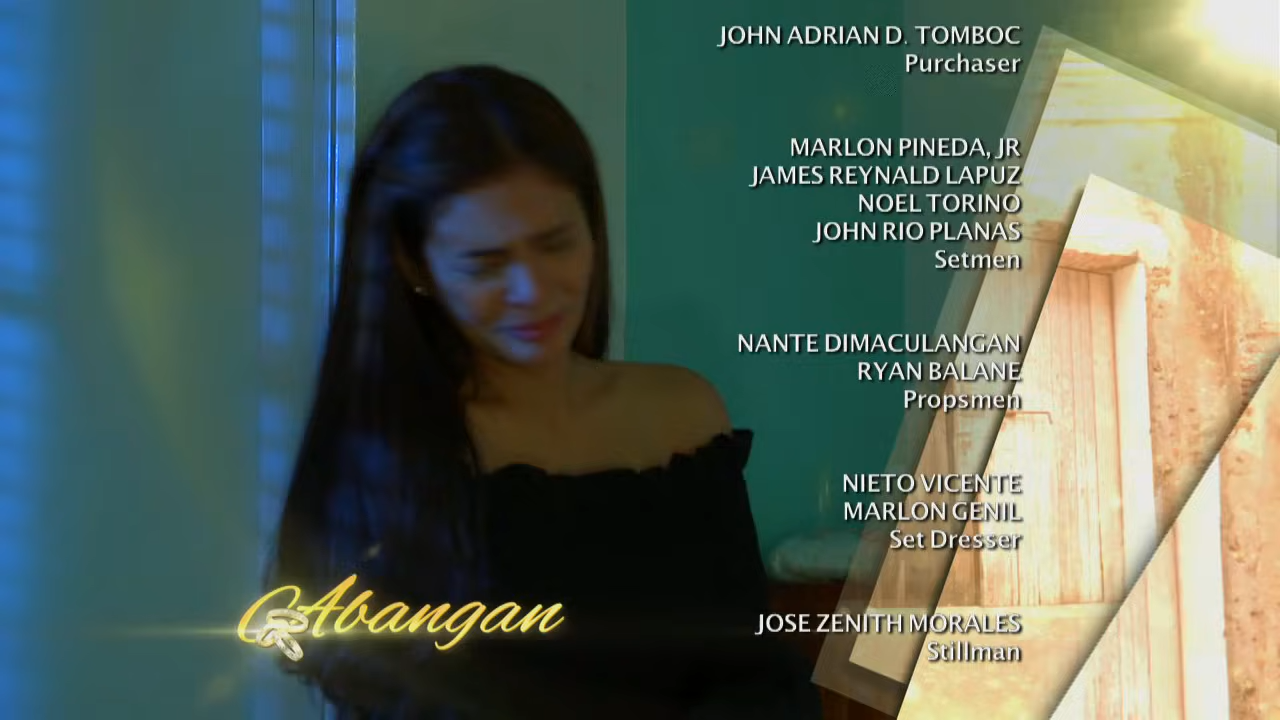 JOHN ADRIAN D. TOMBOC
Purchaser
MARLON PINEDA, JR
JAMES REYNALD LAPUZ
NOEL TORINO
JOHN RIO PLANAS
Setmen
NANTE DIMACULANGAN
RYAN BALANE
Propsmen
NIETO VICENTE
MARLON GENIL
Set Dresser
JOSE ZENITH MORALES
Stillman
Abangan